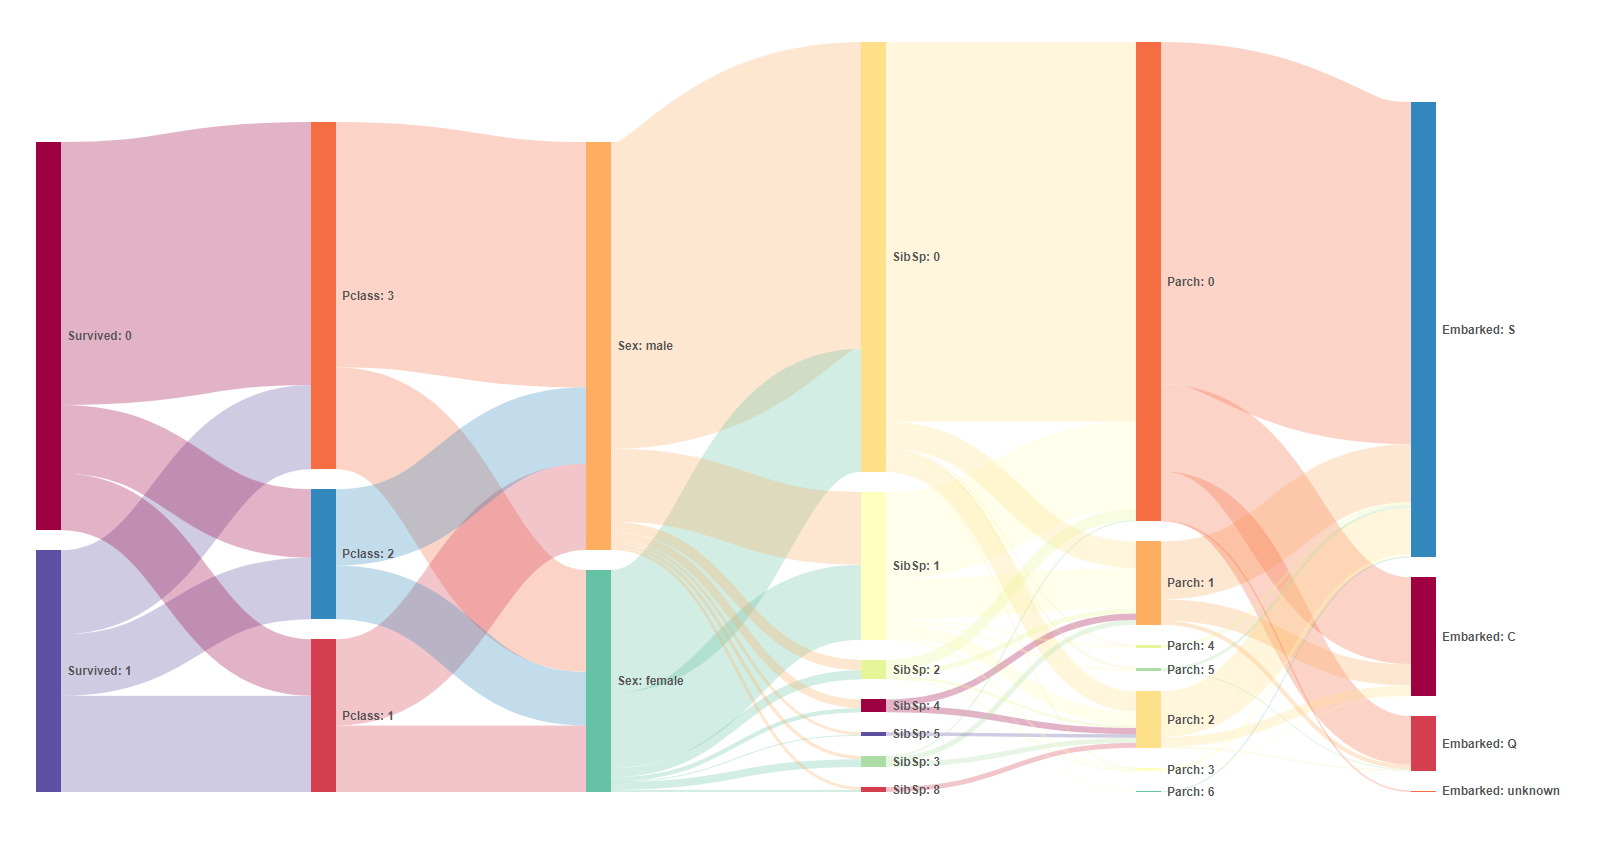 Survived: 0
Survived: 1
Pclass: 3
Pclass: 2
Pclass: 1
Sex: male
Sex: female
SibSp: 0
SibSp: 1
SibSp: 2
SibSp: 4
SibSp: 5
SibSp: 3
SibSp: 8
Parch: 0
Parch: 1
Parch: 4
Parch: 5
Parch: 2
Parch: 3
Parch: 6
Embarked: S
Embarked: C
Embarked: Q
Embarked: unknown